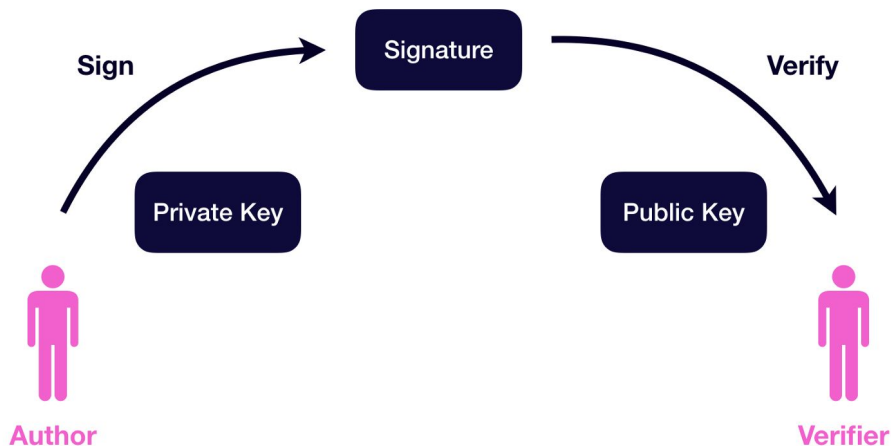 Signature
Sign
Verify
Private Key
Public Key
Author
Verifier